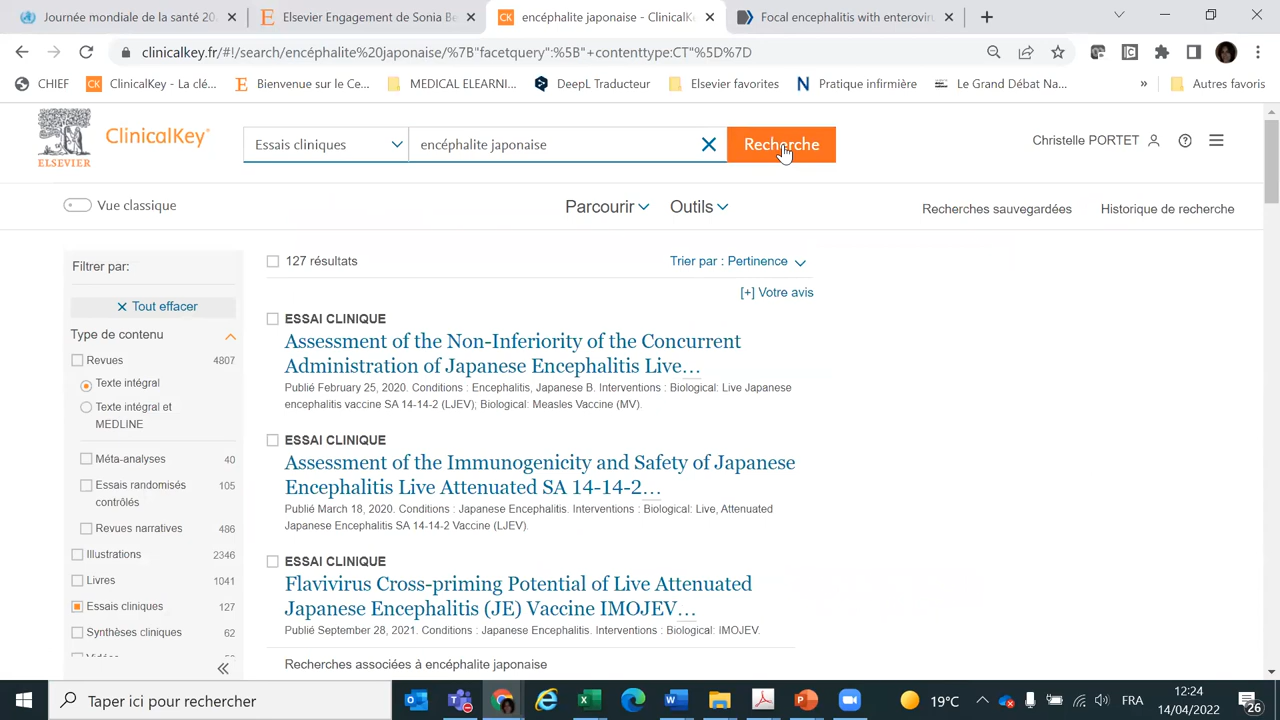 Journée mondiale de la santé 20
Elsevier Engagement de Sonia Be
encéphalite japonaise - ClinicalK
Focal encephalitis with enterovir
clinicalkey.fr/#!/search/encéphalite%20japonaise/%7B"facetquery":%5B"+contenttype:CT"%5D%7D
CHIEF
ClinicalKey - La clé...
Bienvenue sur le Ce...
MEDICAL ELEARNI...
DeepL Traducteur
Elsevier favorites
Pratique infirmière
Le Grand Débat Na...
»
Autres favoris
ELSEVIER
ClinicalKey®
Essais cliniques
encéphalite japonaise
Recherche
Christelle PORTET
Vue classique
Parcourir
Outils
Recherches sauvegardées
Historique de recherche
Filtrer par:
Tout effacer
Type de contenu
Revues 4807
Texte intégral
Texte intégral et
MEDLINE
Méta-analyses 40
Essais randomisés
contrôlés 105
Revues narratives 486
Illustrations 2346
Livres 1041
Essais cliniques 127
Synthèses cliniques 62
«
127 résultats
Trier par : Pertinence
[+] Votre avis
ESSAI CLINIQUE
Assessment of the Non-Inferiority of the Concurrent
Administration of Japanese Encephalitis Live...
Publié February 25, 2020. Conditions : Encephalitis, Japanese B. Interventions : Biological: Live Japanese
encephalitis vaccine SA 14-14-2 (LJEV); Biological: Measles Vaccine (MV).
ESSAI CLINIQUE
Assessment of the Immunogenicity and Safety of Japanese
Encephalitis Live Attenuated SA 14-14-2...
Publié March 18, 2020. Conditions : Japanese Encephalitis. Interventions : Biological: Live, Attenuated
Japanese Encephalitis SA 14-14-2 Vaccine (LJEV).
ESSAI CLINIQUE
Flavivirus Cross-priming Potential of Live Attenuated
Japanese Encephalitis (JE) Vaccine IMOJEV...
Publié September 28, 2021. Conditions : Japanese Encephalitis. Interventions : Biological: IMOJEV.
Recherches associées à encéphalite japonaise
Taper ici pour rechercher
19°C
FRA
12:24
14/04/2022
26